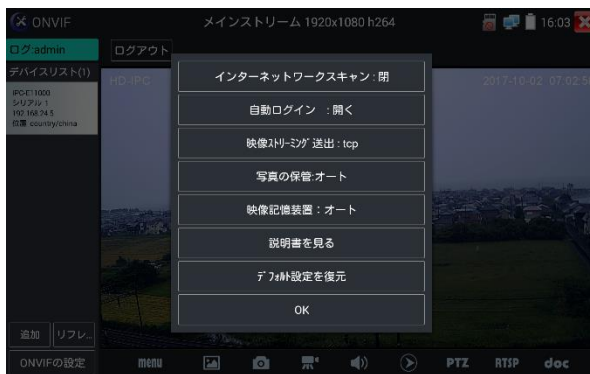 ONVIF
メインストリーム 1920x1080 h264
16:03
ログ:admin
ログアウト
デバイスリスト(1)
IPC-E11000
シリアル 1
192.168.24.5
位置 country/china
HD-IPC
2017-10-02 07:02:5
インターネットワークスキャン : 閉
自動ログイン : 開く
映像ストリーミング送出 : tcp
写真の保管:オート
映像記憶装置：オート
説明書を見る
デフォルト設定を復元
OK
追加
リフレ...
ONVIFの設定
menu
PTZ
RTSP
doc